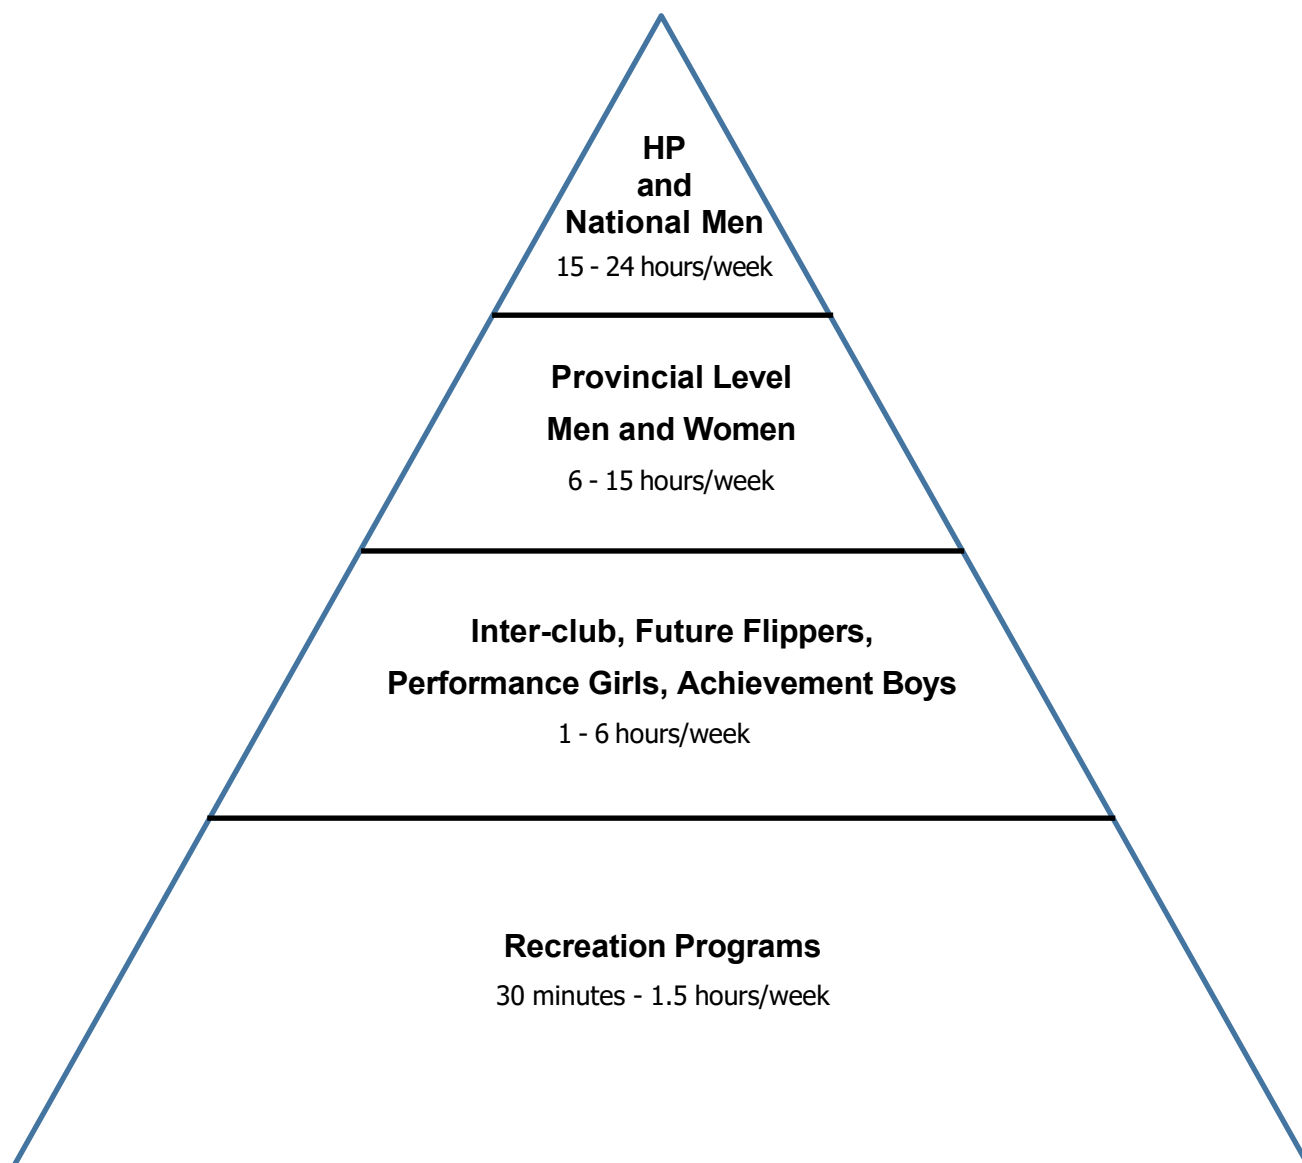 HP
and
National Men
15 - 24 hours/week
Provincial Level
Men and Women
6 - 15 hours/week
Inter-club, Future Flippers,
Performance Girls, Achievement Boys
1 - 6 hours/week
Recreation Programs
30 minutes - 1.5 hours/week